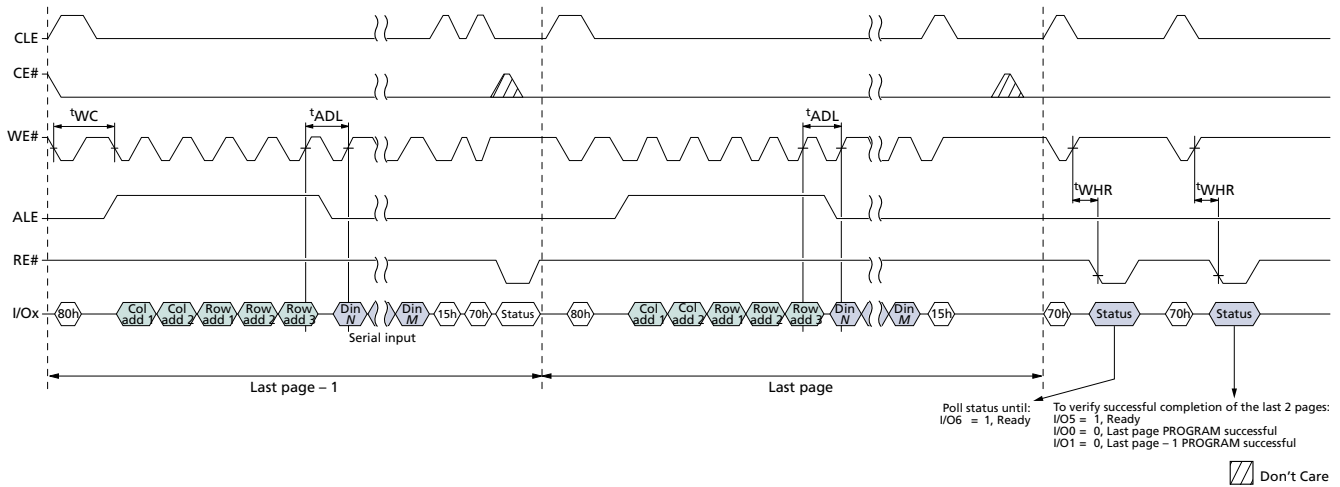 CLE
CE#
tWC
tADL
tADL
WE#
tWHR
tWHR
ALE
RE#
I/Ox
80h
Col add 1
Col add 2
Row add 1
Row add 2
Row add 3
Din N
Din M
15h
70h
Status
80h
Col add 1
Col add 2
Row add 1
Row add 2
Row add 3
Din N
Din M
15h
70h
Status
70h
Status
Serial input
Last page – 1
Last page
Poll status until:
I/O6 = 1, Ready
To verify successful completion of the last 2 pages:
I/O5 = 1, Ready
I/O0 = 0, Last page PROGRAM successful
I/O1 = 0, Last page – 1 PROGRAM successful
Don't Care